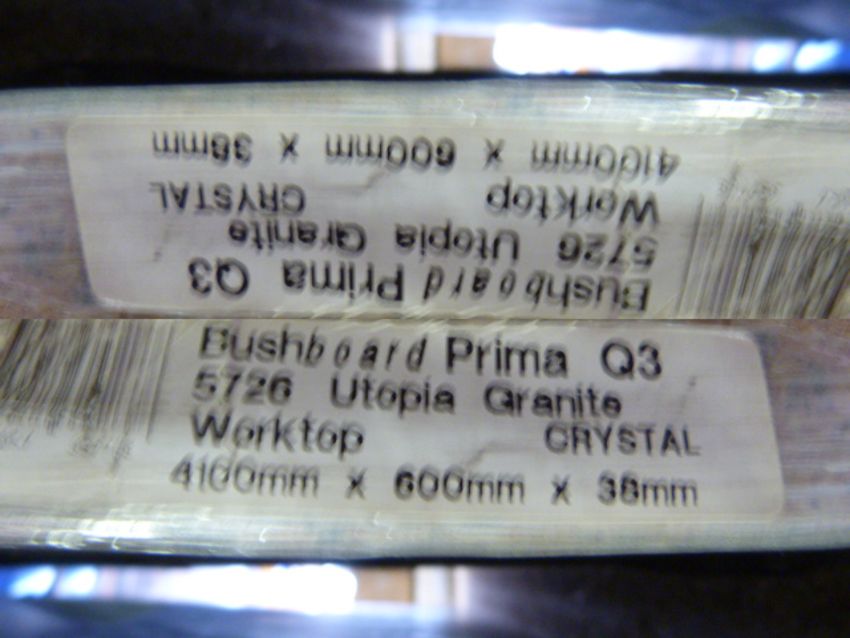 Bushboard Prima Q3
5726 Utopia Granite
Worktop CRYSTAL
4100mm x 600mm x 38mm
Bushboard Prima Q3
5726 Utopia Granite
Worktop CRYSTAL
4100mm x 600mm x 38mm